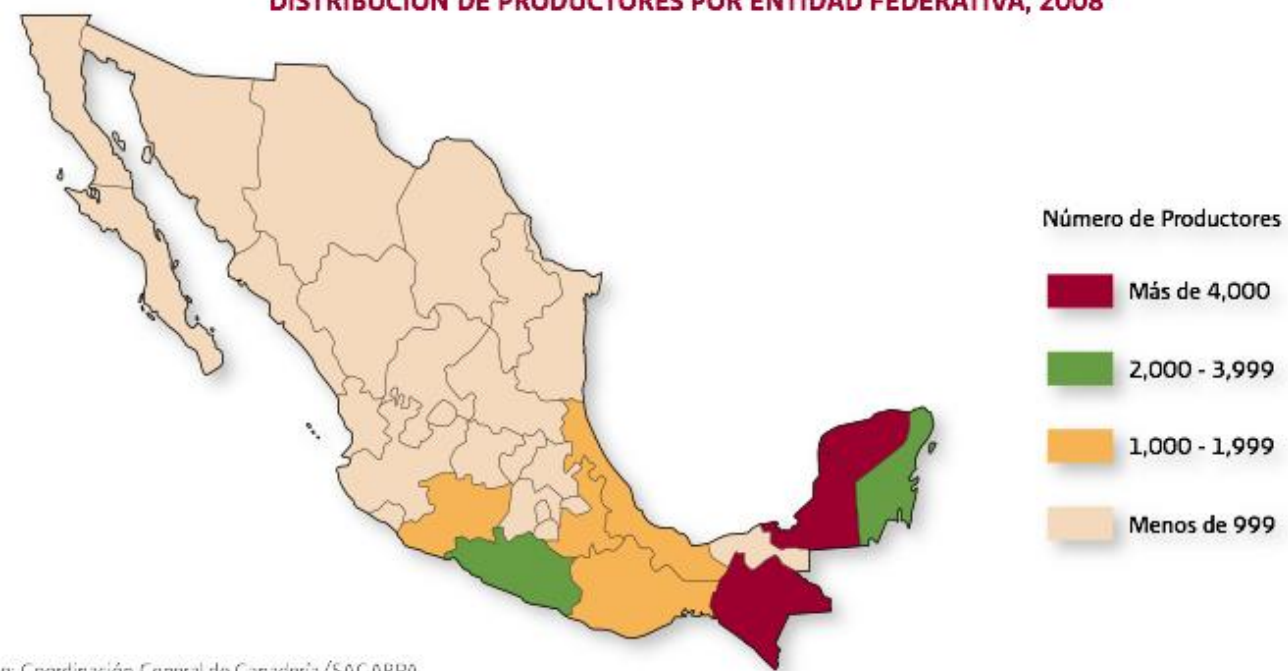 DISTRIBUCIÓN DE PRODUCTORES POR ENTIDAD FEDERATIVA, 2008
Número de Productores
Más de 4,000
2,000 - 3,999
1,000 - 1,999
Menos de 999
Coordinación General de Ganadería/SAGARPA